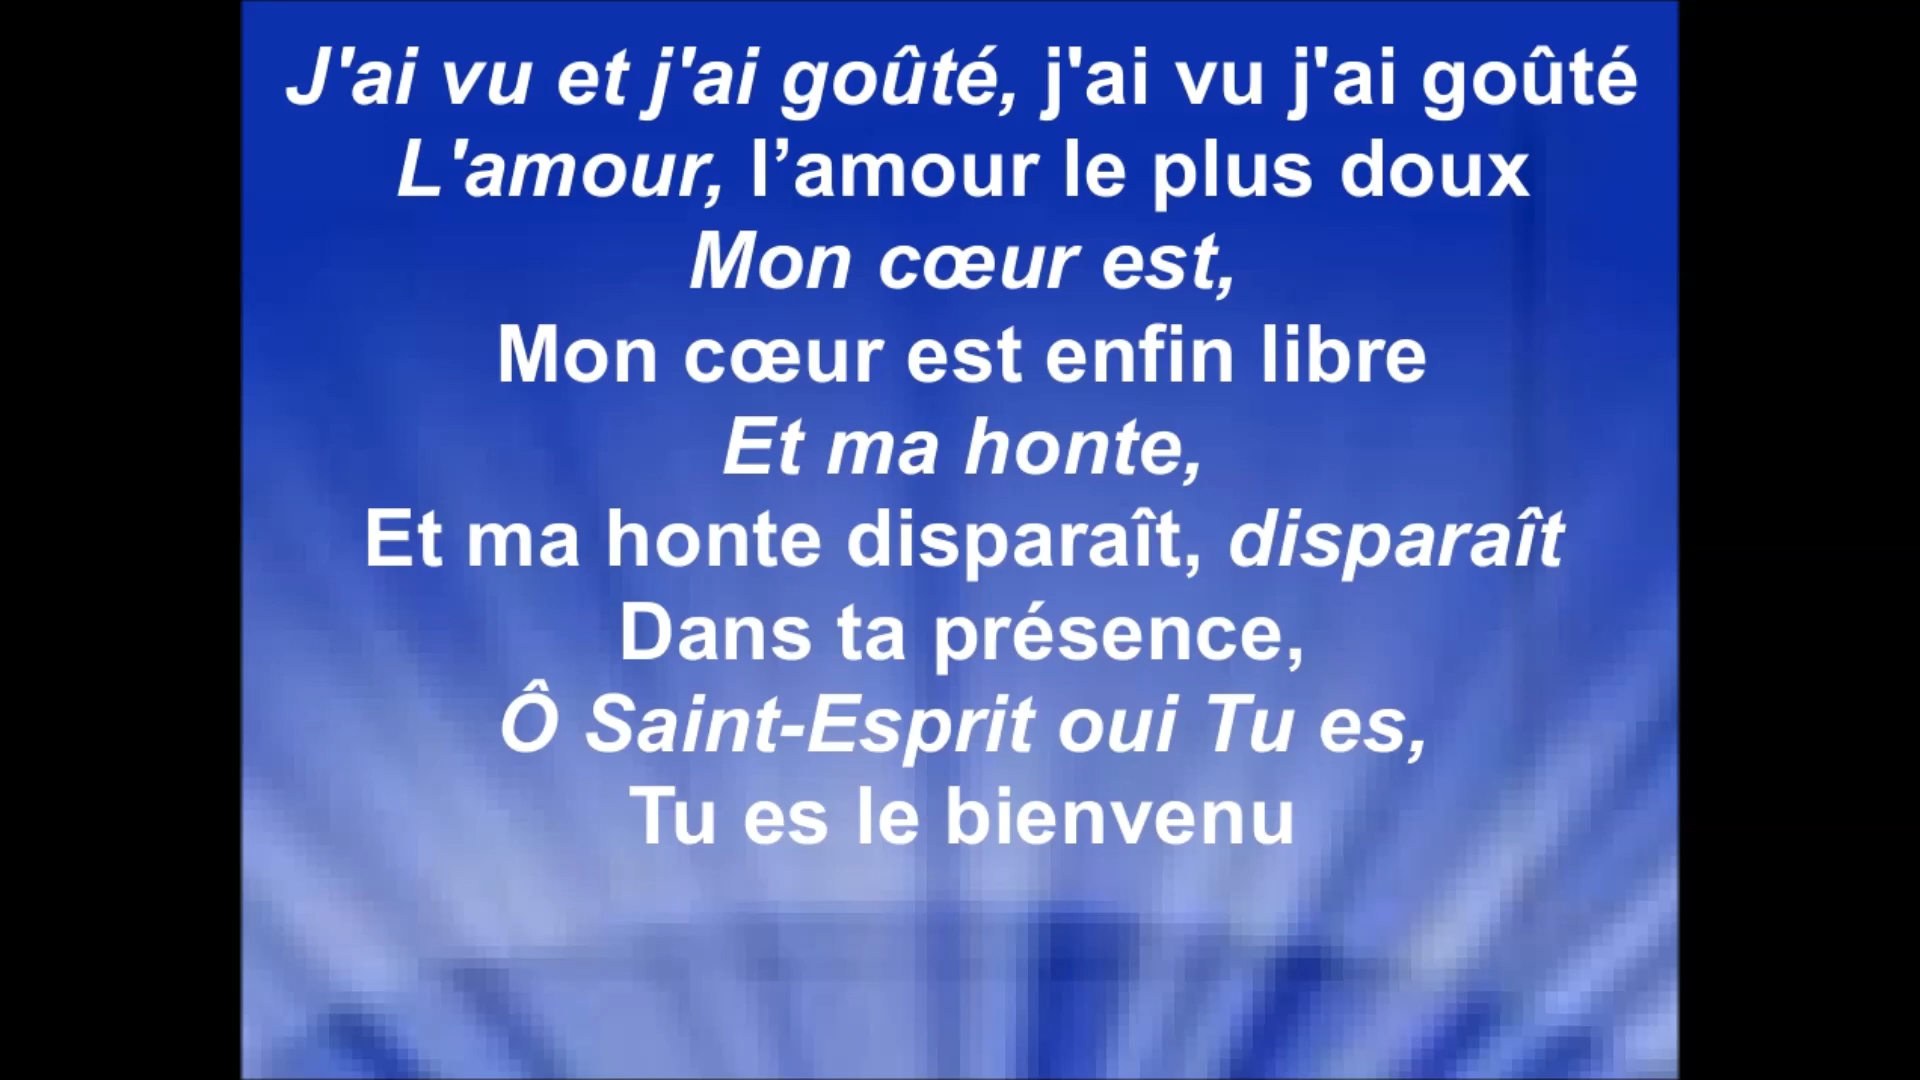 J'ai vu et j'ai goûté, j'ai vu j'ai goûté
L'amour, l’amour le plus doux
Mon cœur est,
Mon cœur est enfin libre
Et ma honte,
Et ma honte disparaît, disparaît
Dans ta présence,
Ô Saint-Esprit oui Tu es,
Tu es le bienvenu